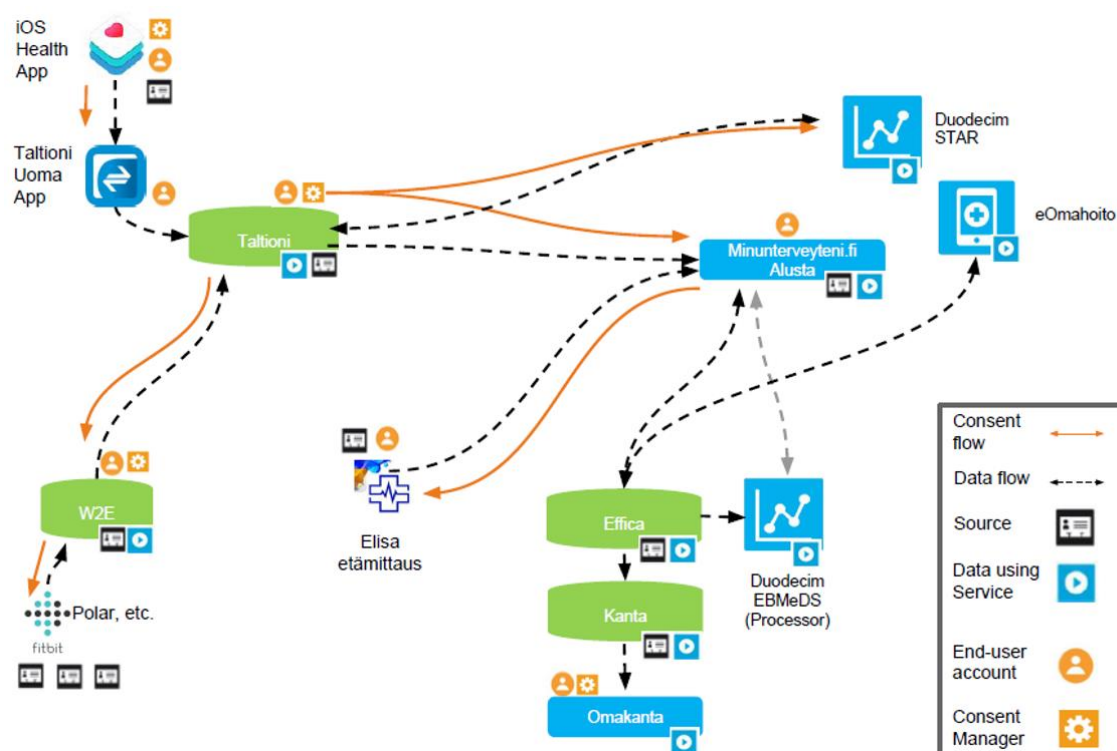 iOS
Health
App
Taltioni
Uoma
App
Taltioni
Duodecim
STAR
eOmahoito
Minunterveyteni.fi
Alusta
W2E
Polar, etc.
fitbit
Elisa
etämittaus
Effica
Kanta
Omakanta
Duodecim
EBMeDS
(Processor)
Consent
flow
Data flow
Source
Data using
Service
End-user
account
Consent
Manager